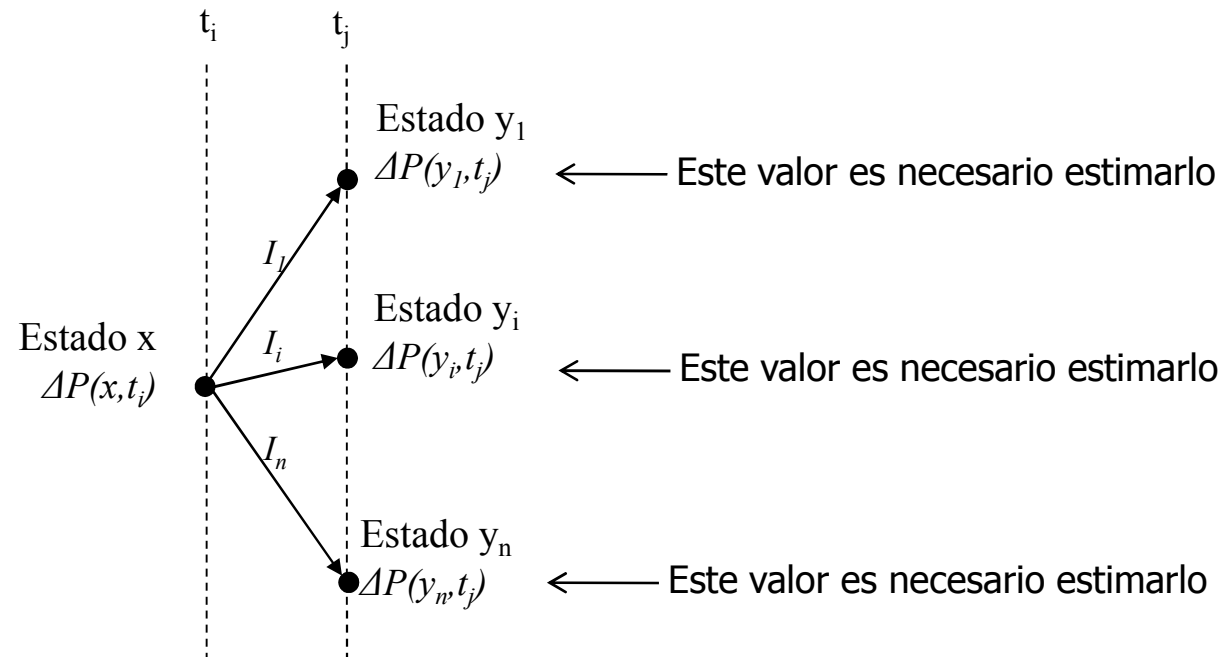 t_i t_j
Estado y_1
ΔP(y_1,t_j) Este valor es necesario estimarlo
I_1
Estado y_i
Estado x I_i ΔP(y_i,t_j) Este valor es necesario estimarlo
ΔP(x,t_i)
I_n
Estado y_n
ΔP(y_n,t_j) Este valor es necesario estimarlo